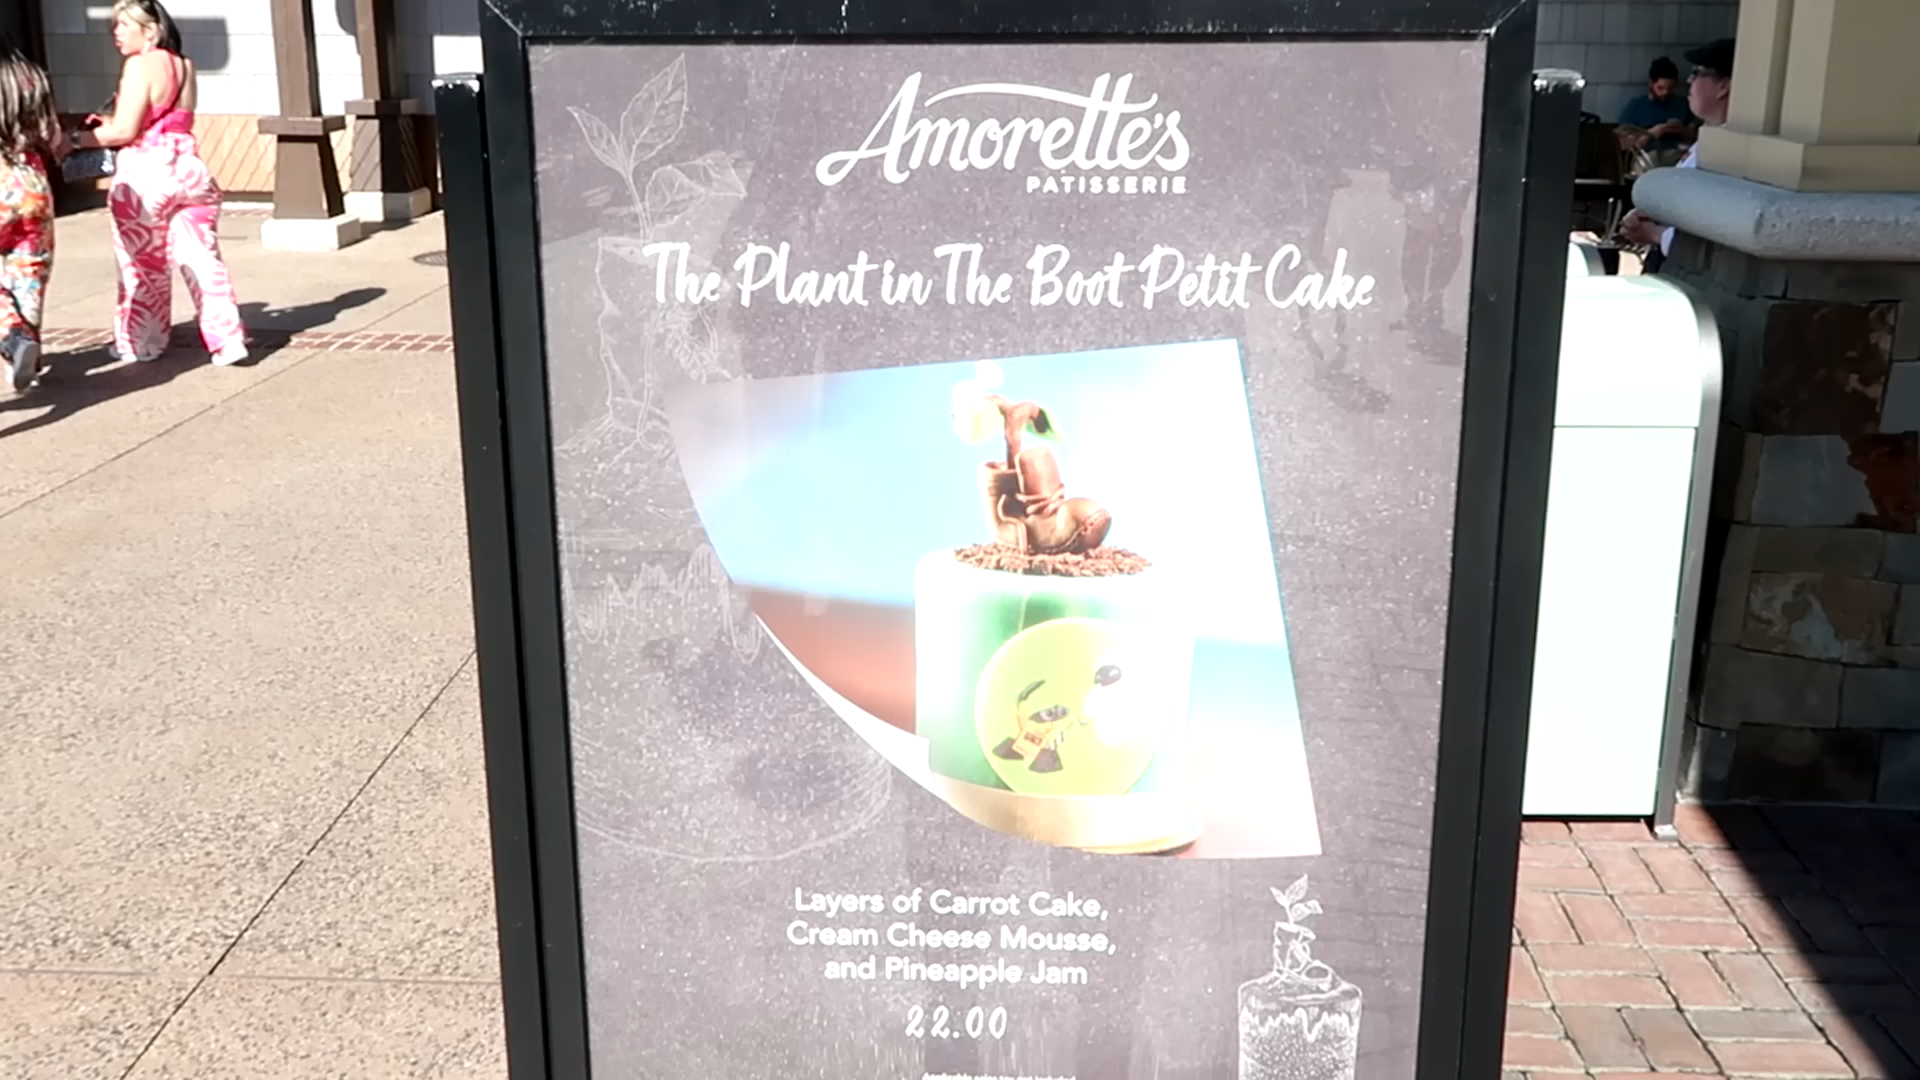 Amorette's
PATISSERIE
The Plant in The Boot Petit Cake
Layers of Carrot Cake,
Cream Cheese Mousse,
and Pineapple Jam
22.00